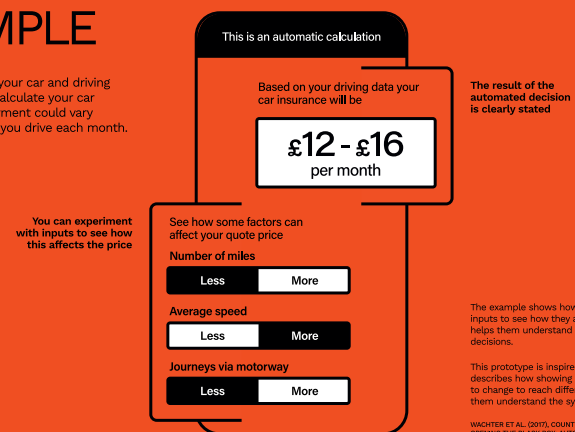 MPLE
your car and driving
alculate your car
ment could vary
you drive each month.
This is an automatic calculation
Based on your driving data your
car insurance will be
£12 - £16
per month
The result of the
automated decision
is clearly stated
You can experiment
with inputs to see how
this affects the price
See how some factors can
affect your quote price
Number of miles
Less More
Average speed
Less More
Journeys via motorway
Less More
The example shows how
inputs to see how they a
helps them understand
decisions.
This prototype is inspire
describes how showing
to change to reach diffe
them understand the sy
WACHTER ET AL. (2017), COUNT